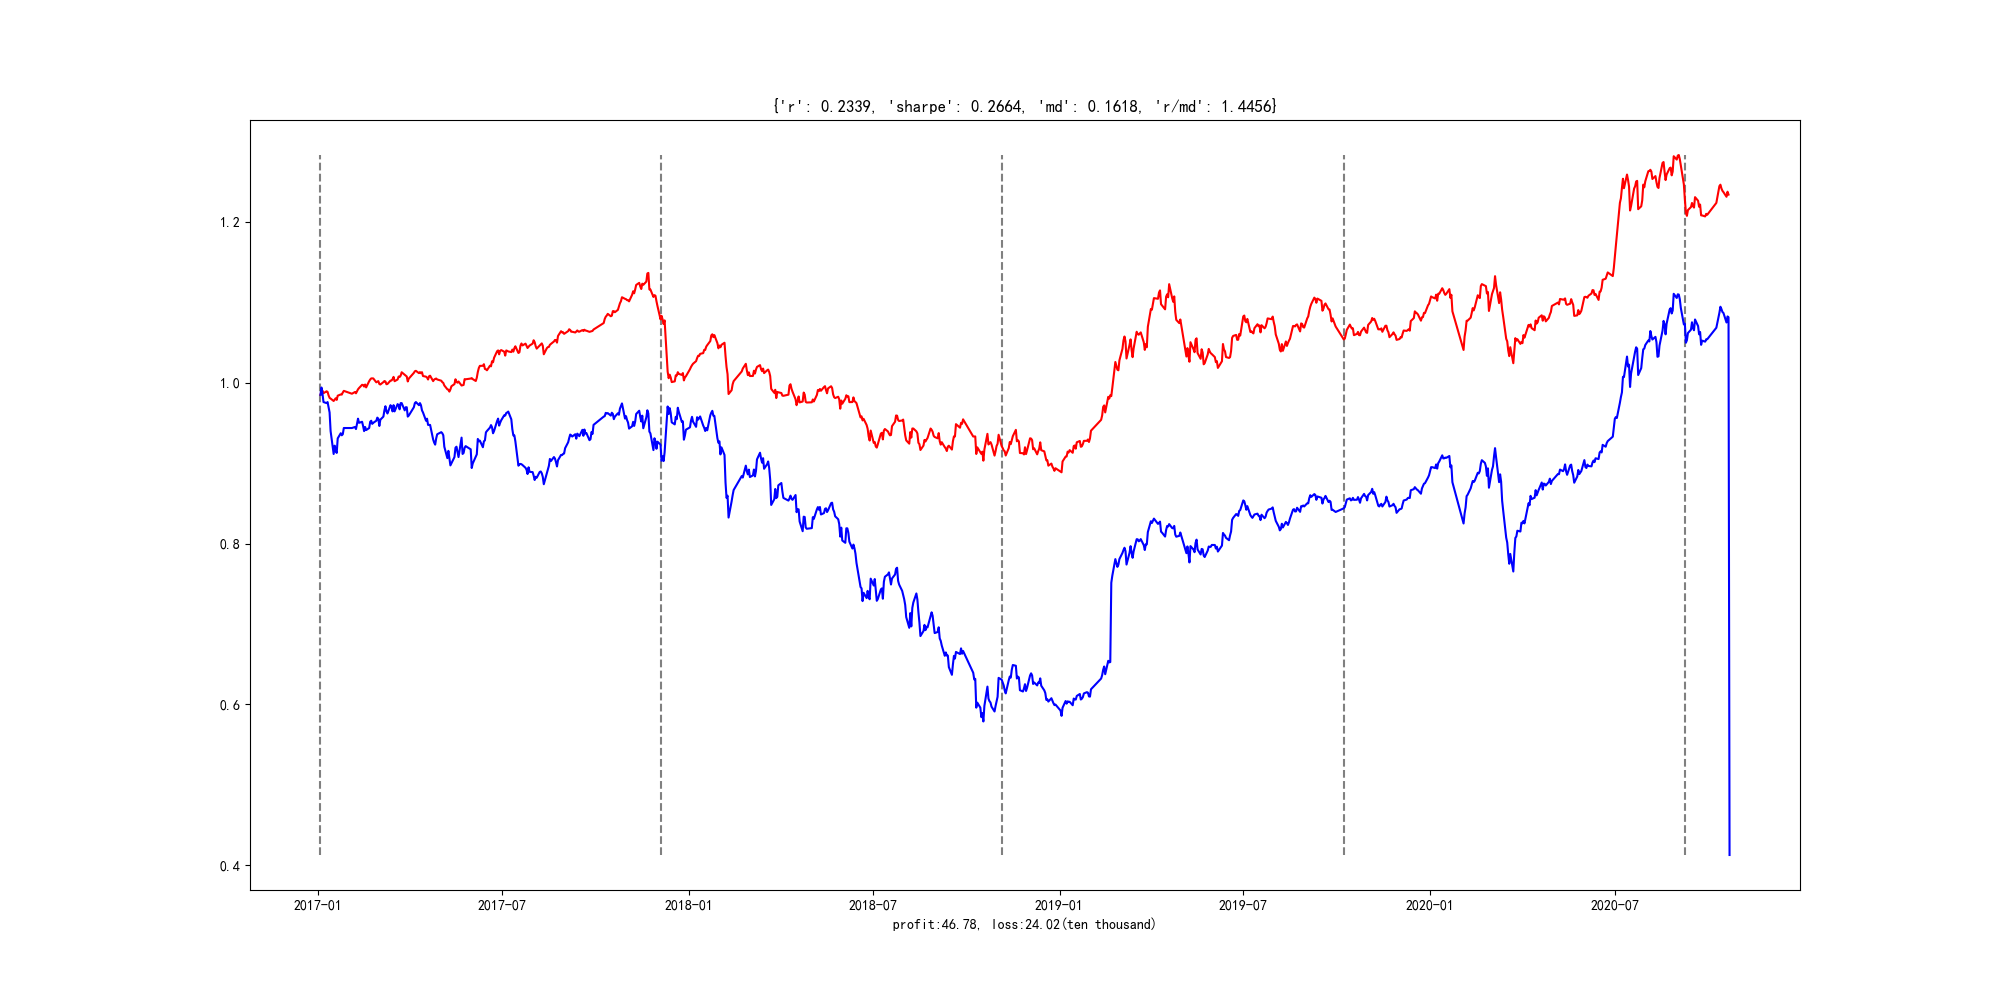 {'r': 0.2339, 'sharpe': 0.2664, 'md': 0.1618, 'r/md': 1.4456}
1.2
1.0
0.8
0.6
0.4
2017-01 2017-07 2018-01 2018-07 2019-01 2019-07 2020-01 2020-07
profit:46.78, loss:24.02(ten thousand)